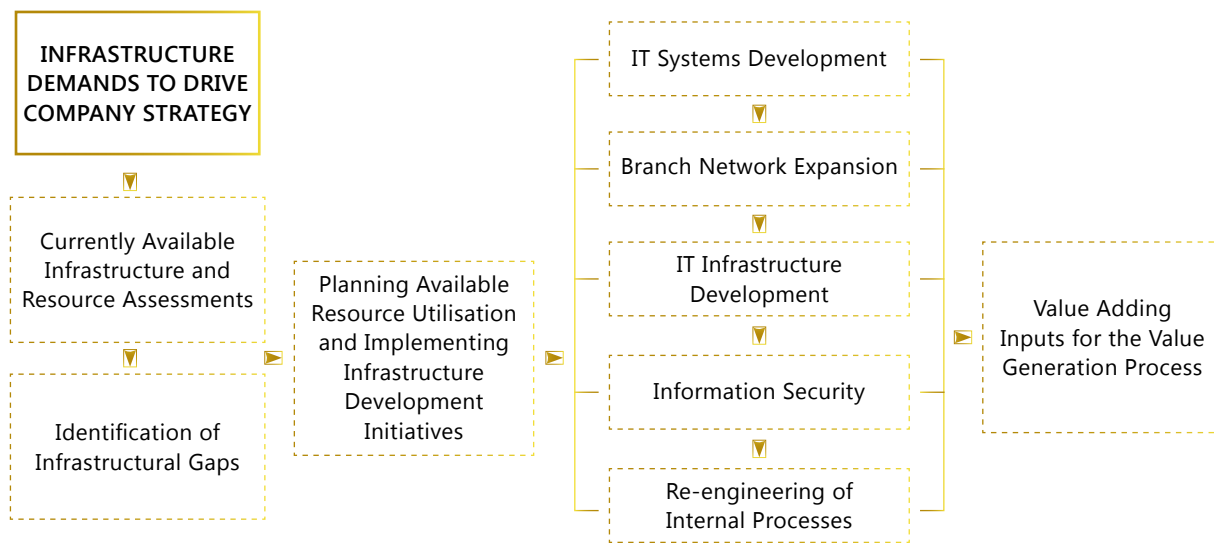 INFRASTRUCTURE
DEMANDS TO DRIVE
COMPANY STRATEGY
Currently Available
Infrastructure and
Resource Assessments
Identification of
Infrastructural Gaps
Planning Available
Resource Utilisation
and Implementing
Infrastructure
Development
Initiatives
IT Systems Development
Branch Network Expansion
IT Infrastructure
Development
Information Security
Re-engineering of
Internal Processes
Value Adding
Inputs for the Value
Generation Process